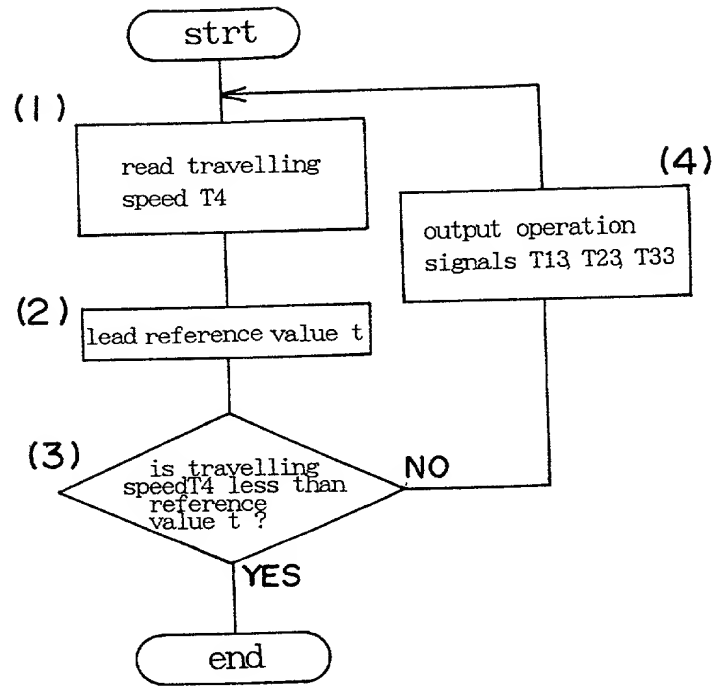 strt
(1)
read travelling
speed T4
(2)
lead reference value t
(3)
is travelling
speedT4 less than
reference
value t ?
NO
(4)
output operation
signals T13, T23, T33
YES
end